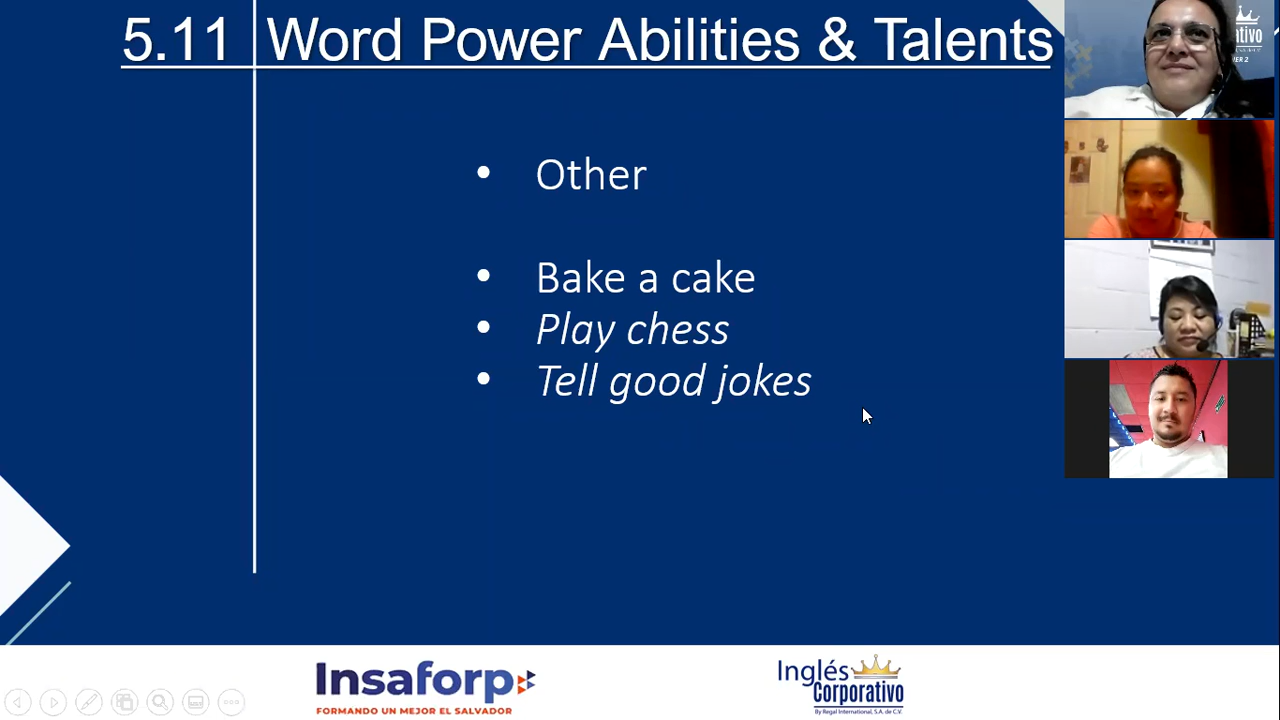 5.11 Word Power Abilities & Talents
• Other
• Bake a cake
• Play chess
• Tell good jokes
Insaforp
FORMANDO UN MEJOR EL SALVADOR
Inglés
Corporativo
By Regal International, S.A. de C.V.